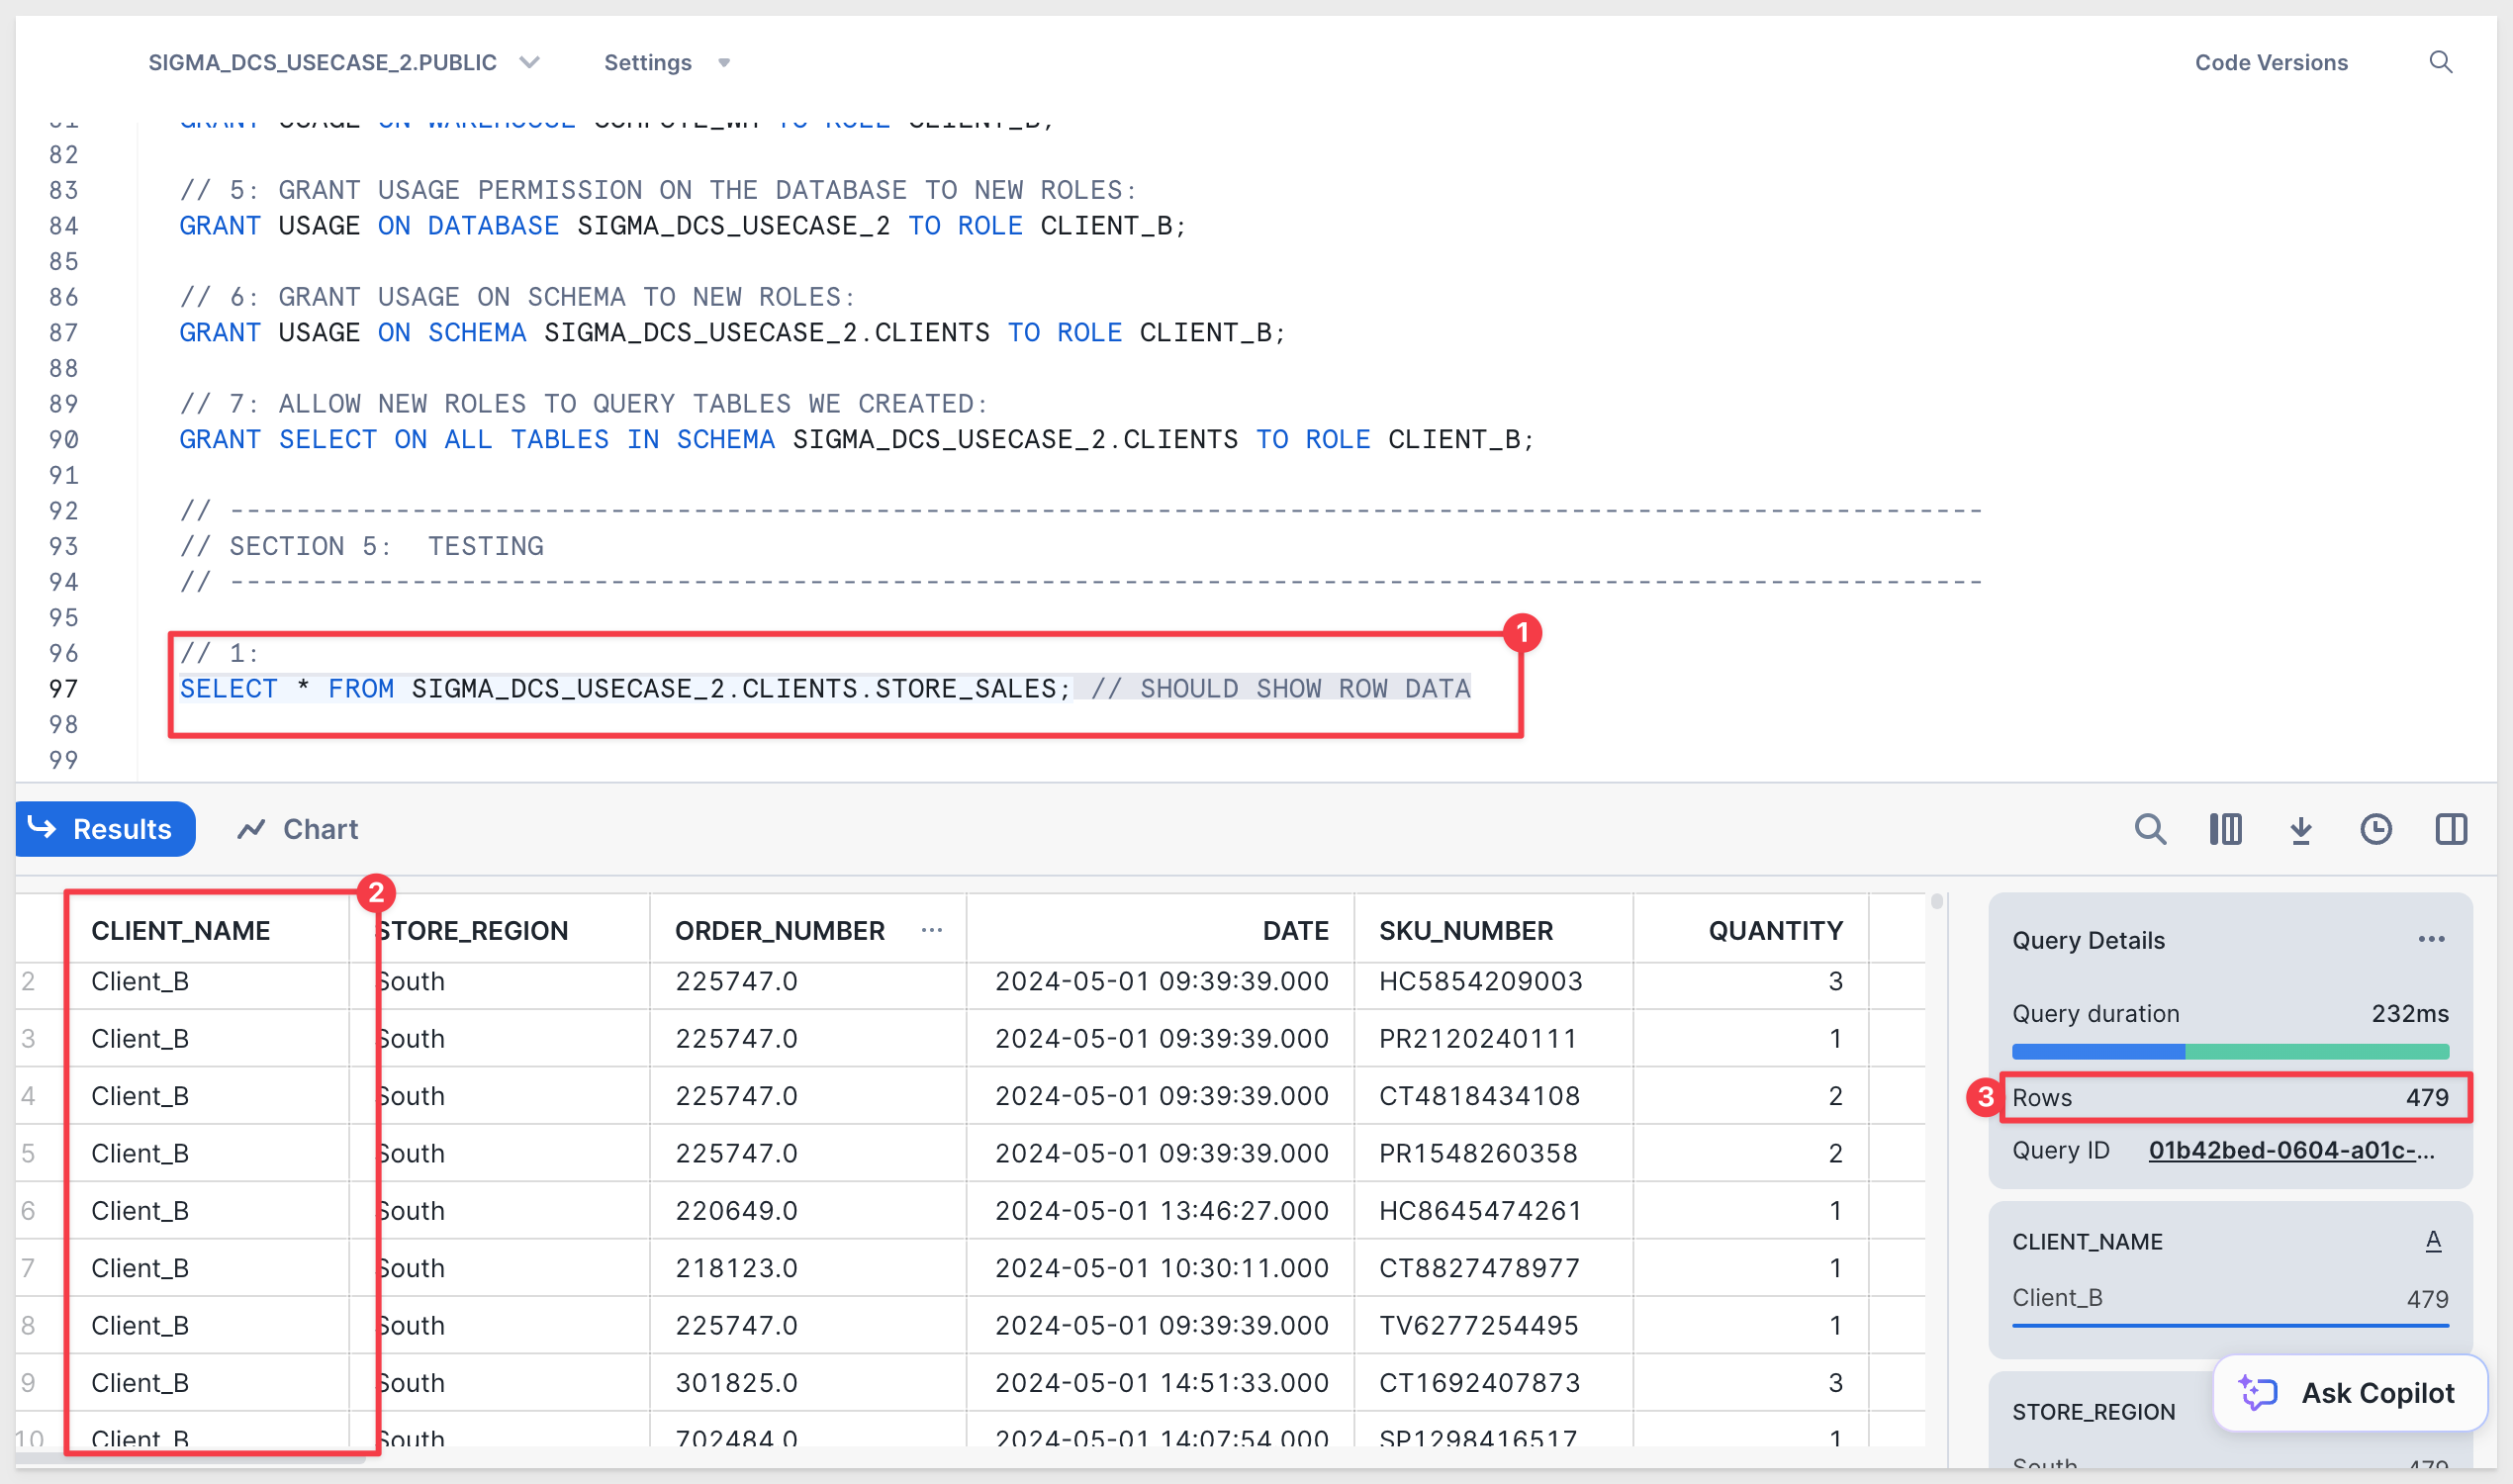 SIGMA_DCS_USECASE_2.PUBLIC Settings Code Versions
81 GRANT USAGE ON WAREHOUSE COMPUTE_WH TO ROLE CLIENT_B;
82
83 // 5: GRANT USAGE PERMISSION ON THE DATABASE TO NEW ROLES:
84 GRANT USAGE ON DATABASE SIGMA_DCS_USECASE_2 TO ROLE CLIENT_B;
85
86 // 6: GRANT USAGE ON SCHEMA TO NEW ROLES:
87 GRANT USAGE ON SCHEMA SIGMA_DCS_USECASE_2.CLIENTS TO ROLE CLIENT_B;
88
89 // 7: ALLOW NEW ROLES TO QUERY TABLES WE CREATED:
90 GRANT SELECT ON ALL TABLES IN SCHEMA SIGMA_DCS_USECASE_2.CLIENTS TO ROLE CLIENT_B;
91
92 // ----------------------------------------------------------------------------------------------------------
93 // SECTION 5: TESTING
94 // ----------------------------------------------------------------------------------------------------------
95
1
96 // 1:
97 SELECT * FROM SIGMA_DCS_USECASE_2.CLIENTS.STORE_SALES; // SHOULD SHOW ROW DATA
98
99
Results Chart
2
CLIENT_NAME STORE_REGION ORDER_NUMBER ... DATE SKU_NUMBER QUANTITY
2 Client_B South 225747.0 2024-05-01 09:39:39.000 HC5854209003 3
3 Client_B South 225747.0 2024-05-01 09:39:39.000 PR2120240111 1
4 Client_B South 225747.0 2024-05-01 09:39:39.000 CT4818434108 2
5 Client_B South 225747.0 2024-05-01 09:39:39.000 PR1548260358 2
6 Client_B South 220649.0 2024-05-01 13:46:27.000 HC8645474261 1
7 Client_B South 218123.0 2024-05-01 10:30:11.000 CT8827478977 1
8 Client_B South 225747.0 2024-05-01 09:39:39.000 TV6277254495 1
9 Client_B South 301825.0 2024-05-01 14:51:33.000 CT1692407873 3
10 Client_B South 702484.0 2024-05-01 14:07:54.000 SP1298416517 1
Query Details ...
Query duration 232ms
3 Rows 479
Query ID 01b42bed-0604-a01c-...
CLIENT_NAME A
Client_B 479
STORE_REGION
South 479
Ask Copilot